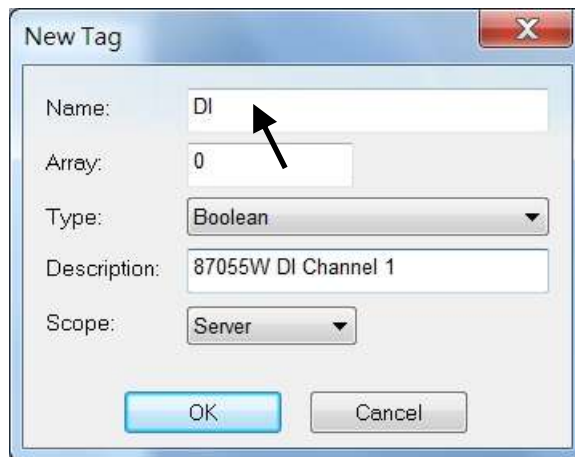 New Tag
Name: DI
Array: 0
Type: Boolean
Description: 87055W DI Channel 1
Scope: Server
OK Cancel